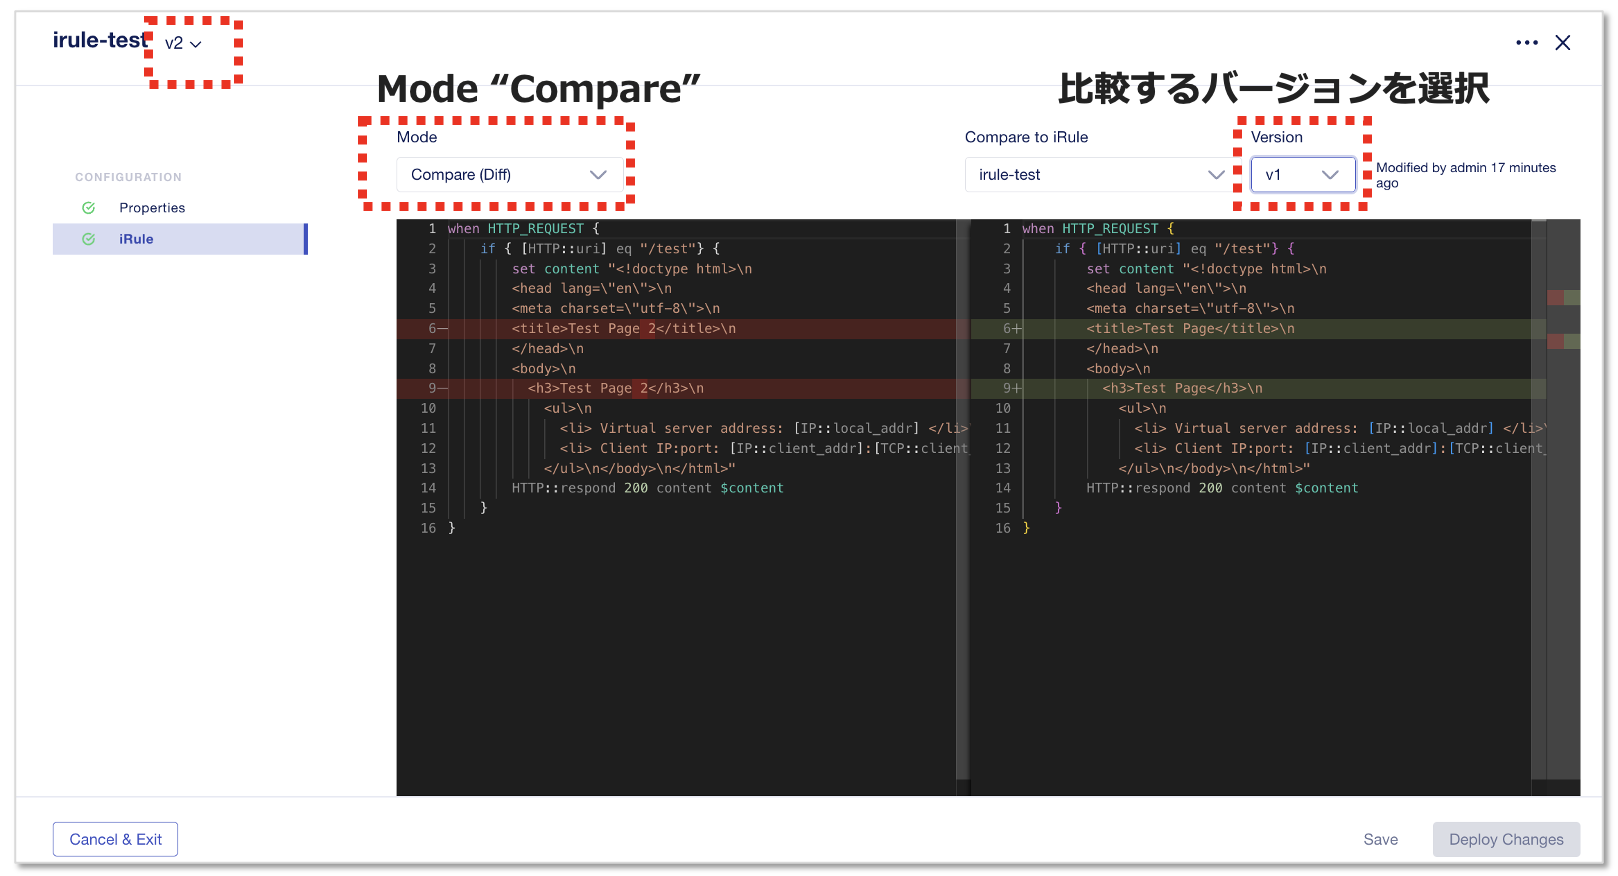 irule-test v2
Mode “Compare” 比較するバージョンを選択
Mode Compare to iRule Version
Compare (Diff) irule-test v1 Modified by admin 17 minutes ago
CONFIGURATION
Properties
iRule
1 when HTTP_REQUEST {
2 if { [HTTP::uri] eq "/test"} {
3 set content "<!doctype html>\n
4 <head lang=\"en\">\n
5 <meta charset=\"utf-8\">\n
6— <title>Test Page 2</title>\n
7 </head>\n
8 <body>\n
9— <h3>Test Page 2</h3>\n
10 <ul>\n
11 <li> Virtual server address: [IP::local_addr] </li>
12 <li> Client IP:port: [IP::client_addr]:[TCP::client_
13 </ul>\n</body>\n</html>"
14 HTTP::respond 200 content $content
15 }
16 }
1 when HTTP_REQUEST {
2 if { [HTTP::uri] eq "/test"} {
3 set content "<!doctype html>\n
4 <head lang=\"en\">\n
5 <meta charset=\"utf-8\">\n
6+ <title>Test Page</title>\n
7 </head>\n
8 <body>\n
9+ <h3>Test Page</h3>\n
10 <ul>\n
11 <li> Virtual server address: [IP::local_addr] </li>\
12 <li> Client IP:port: [IP::client_addr]:[TCP::client_
13 </ul>\n</body>\n</html>"
14 HTTP::respond 200 content $content
15 }
16 }
Cancel & Exit Save Deploy Changes